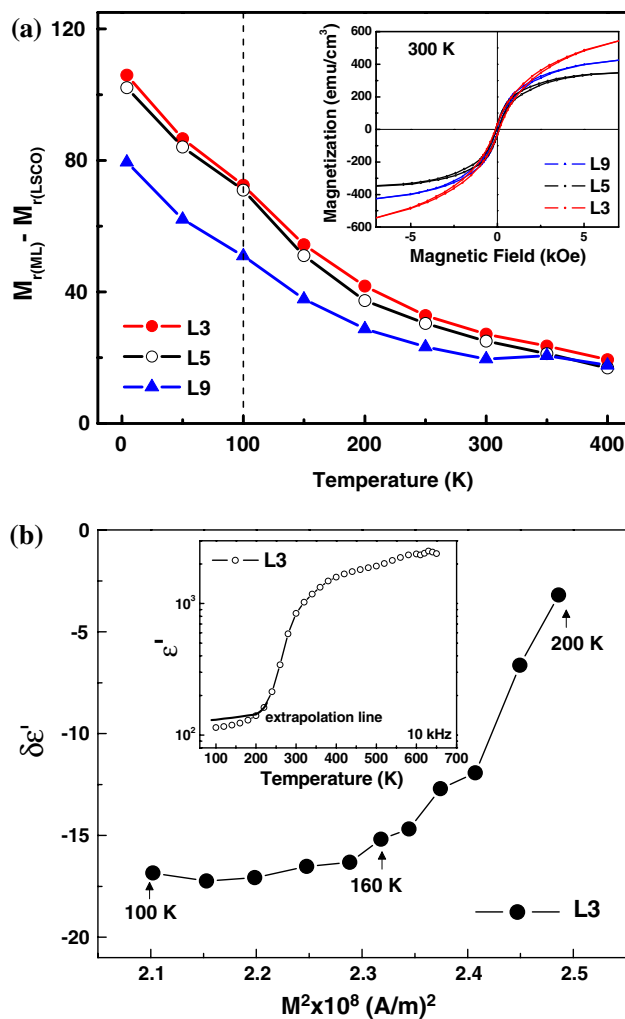 (a)
120
80
40
0
M_r(ML) - M_r(LSCO)
0 100 200 300 400
Temperature (K)
L3
L5
L9
600
400
200
0
-200
-400
-600
Magnetization (emu/cm³)
300 K
L9
L5
L3
-5 0 5
Magnetic Field (kOe)
(b)
0
-5
-10
-15
-20
δε'
L3
10³
10²
ε'
extrapolation line
10 kHz
100 200 300 400 500 600 700
Temperature (K)
200 K
160 K
100 K
L3
2.1 2.2 2.3 2.4 2.5
M²x10⁸ (A/m)²